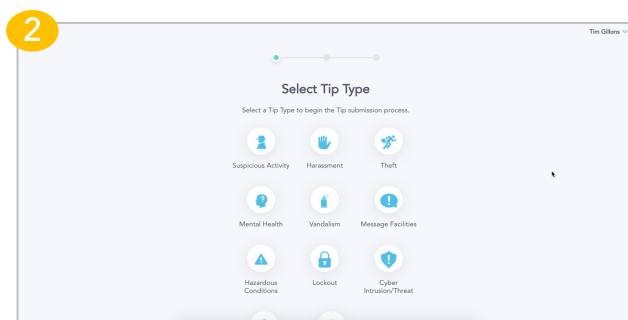 2
Tim Gillons
Select Tip Type
Select a Tip Type to begin the Tip submission process.
Suspicious Activity Harassment Theft
Mental Health Vandalism Message Facilities
Hazardous Lockout Cyber
Conditions Intrusion/Threat